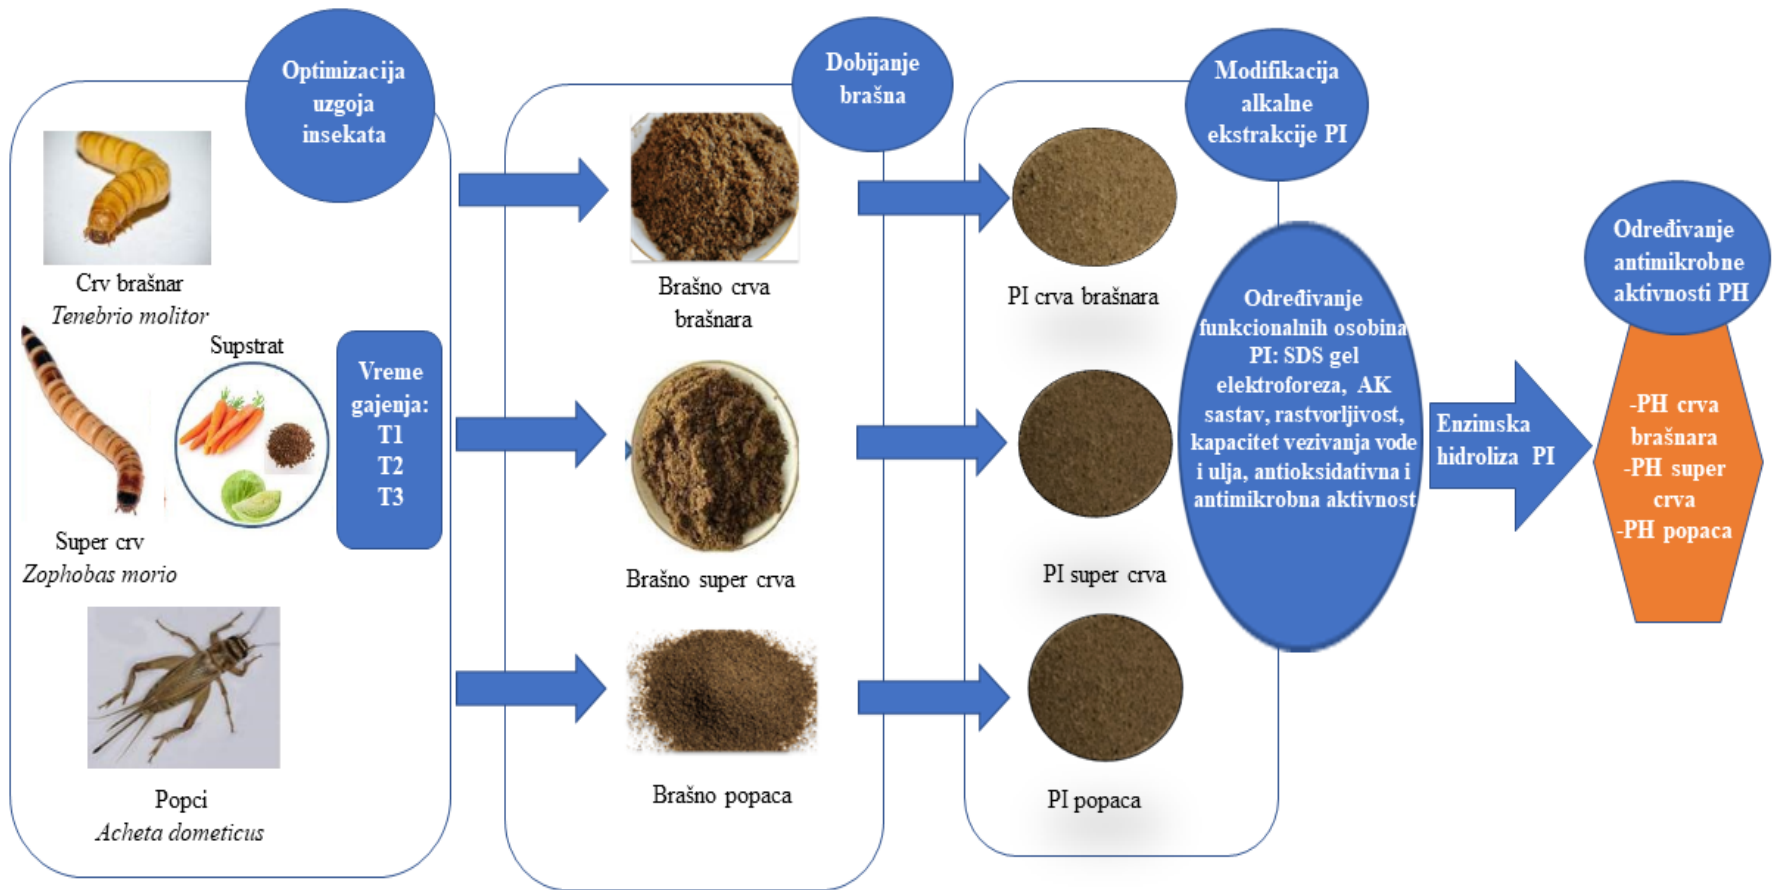 Optimizacija
uzgoja
insekata
Crv brašnar
Tenebrio molitor
Supstrat
Vreme
gajenja:
T1
T2
T3
Super crv
Zophobas morio
Popci
Acheta dometicus
Dobijanje
brašna
Brašno crva
brašnara
Brašno super crva
Brašno popaca
Modifikacija
alkalne
ekstrakcije PI
PI crva brašnara
PI super crva
PI popaca
Određivanje
funkcionalnih osobina
PI: SDS gel
elektroforeza, AK
sastav, rastvorljivost,
kapacitet vezivanja vode
i ulja, antioksidativna i
antimikrobna aktivnost
Enzimska
hidroliza PI
Određivanje
antimikrobne
aktivnosti PH
-PH crva
brašnara
-PH super
crva
-PH popaca